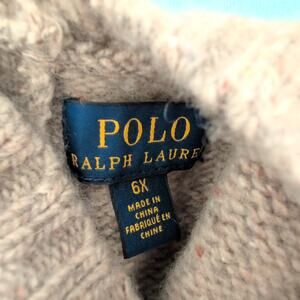 POLO
RALPH LAURE
6X
MADE IN
CHINA
FABRIQUÉ EN
CHINE